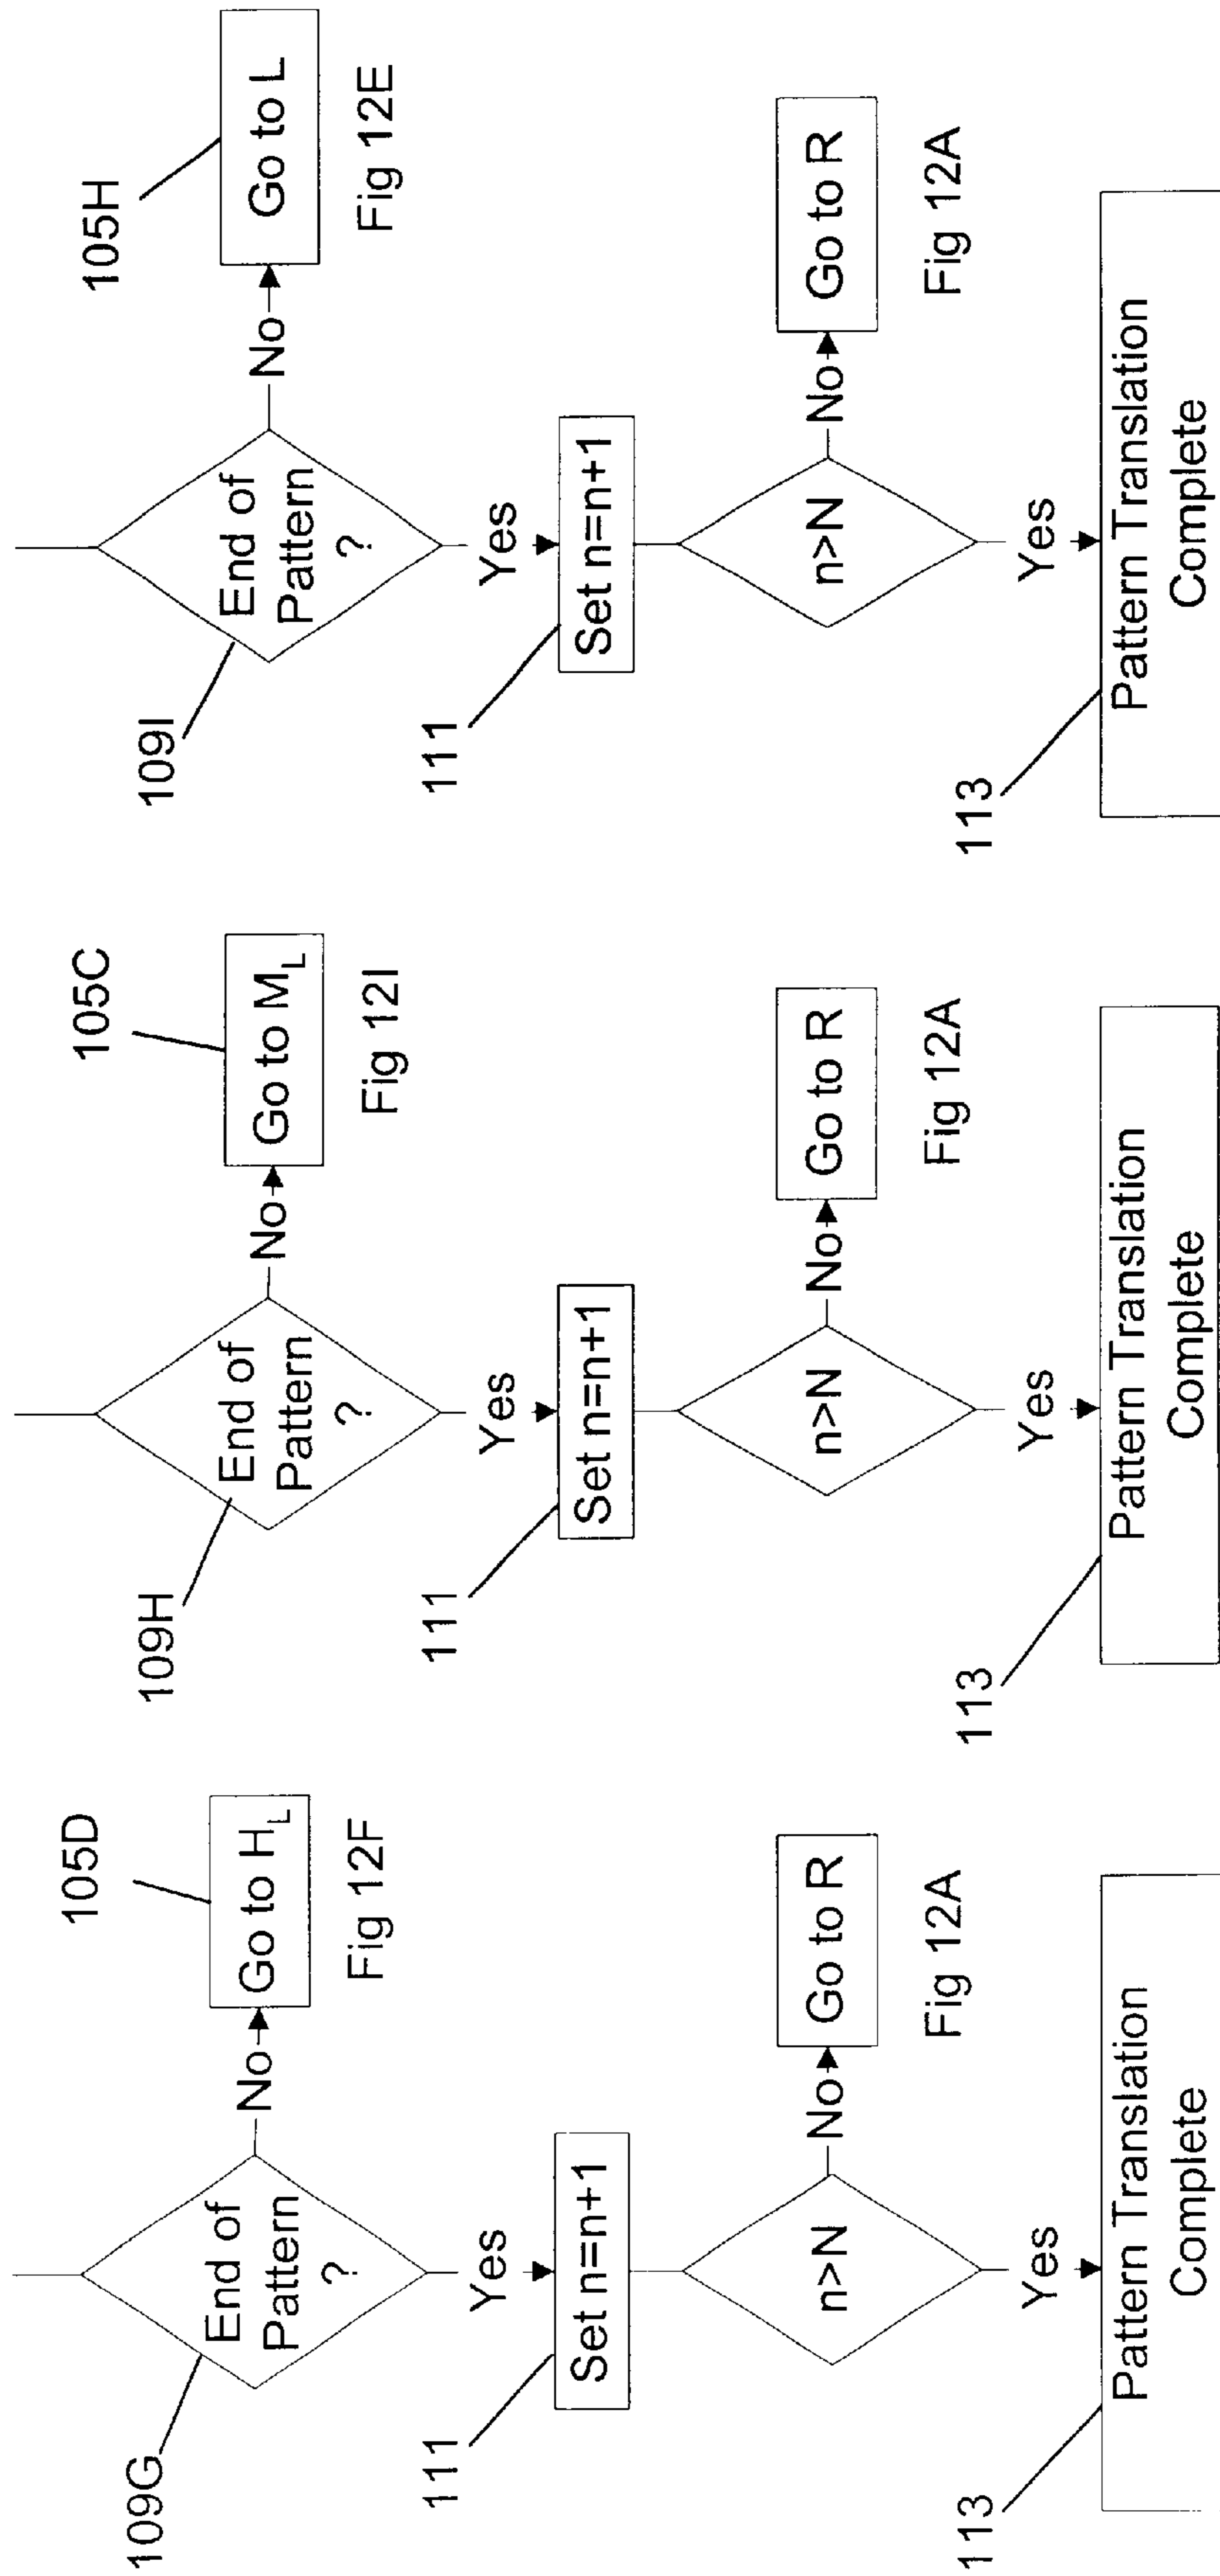 109G
End of
Pattern
?
No
105D
Go to H_L
Fig 12F
Yes
111
Set n=n+1
n>N
No
Go to R
Fig 12A
Yes
113
Pattern Translation
Complete
109H
End of
Pattern
?
No
105C
Go to M_L
Fig 12I
Yes
111
Set n=n+1
n>N
No
Go to R
Fig 12A
Yes
113
Pattern Translation
Complete
109I
End of
Pattern
?
No
105H
Go to L
Fig 12E
Yes
111
Set n=n+1
n>N
No
Go to R
Fig 12A
Yes
113
Pattern Translation
Complete